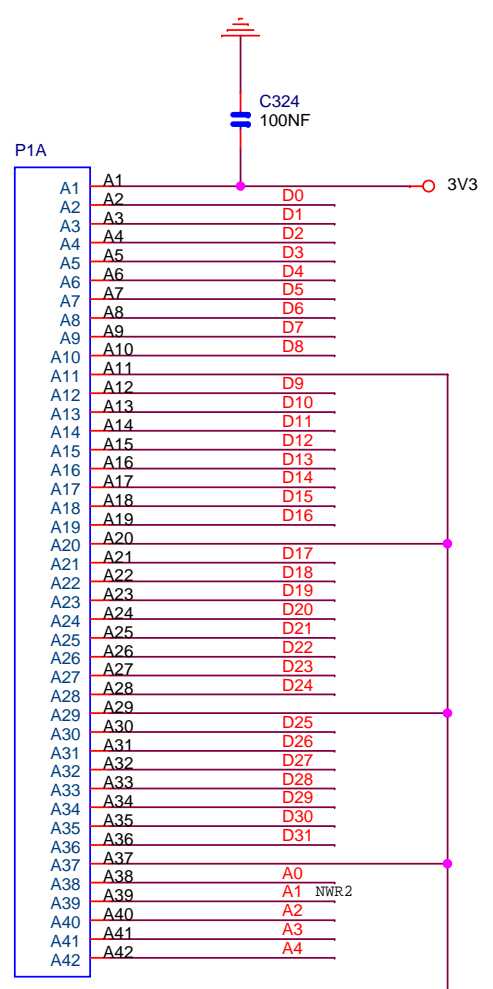 C324
100NF
P1A
A1 A1 3V3
A2 A2 D0
A3 A3 D1
A4 A4 D2
A5 A5 D3
A6 A6 D4
A7 A7 D5
A8 A8 D6
A9 A9 D7
A10 A10 D8
A11 A11
A12 A12 D9
A13 A13 D10
A14 A14 D11
A15 A15 D12
A16 A16 D13
A17 A17 D14
A18 A18 D15
A19 A19 D16
A20 A20
A21 A21 D17
A22 A22 D18
A23 A23 D19
A24 A24 D20
A25 A25 D21
A26 A26 D22
A27 A27 D23
A28 A28 D24
A29 A29
A30 A30 D25
A31 A31 D26
A32 A32 D27
A33 A33 D28
A34 A34 D29
A35 A35 D30
A36 A36 D31
A37 A37
A38 A38 A0
A39 A39 A1 NWR2
A40 A40 A2
A41 A41 A3
A42 A42 A4